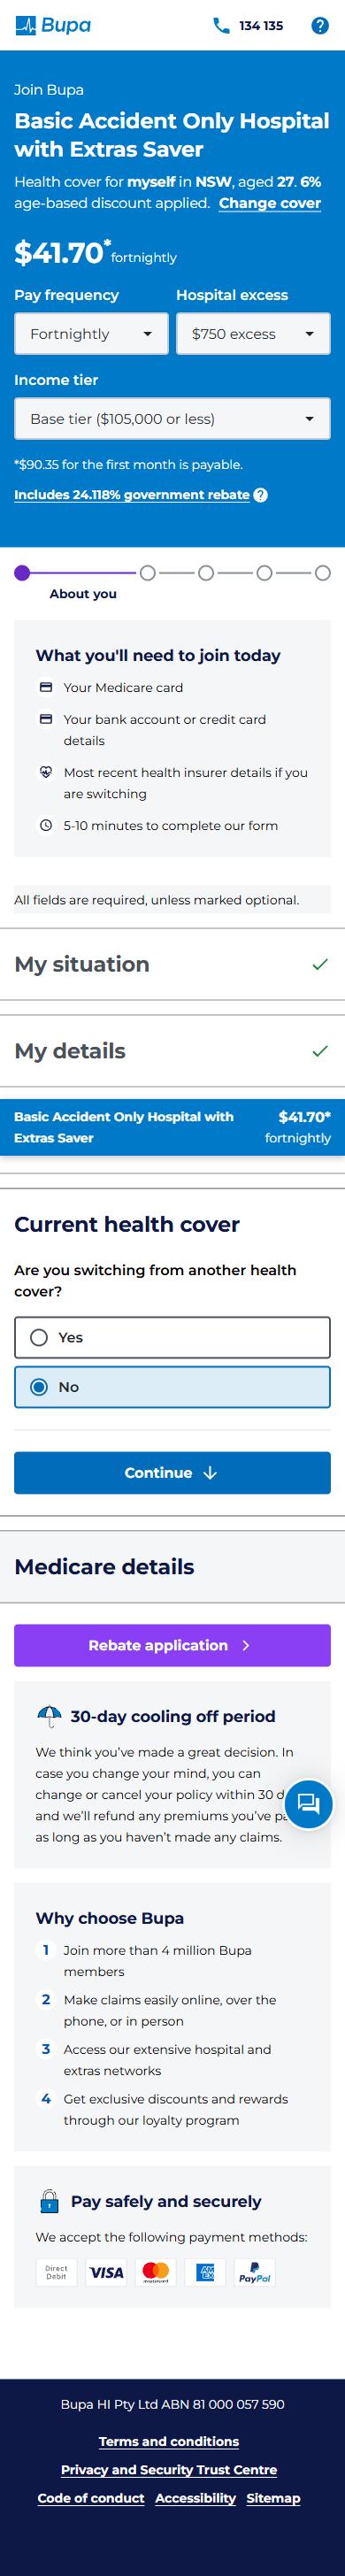 Bupa
134 135
?
Join Bupa
Basic Accident Only Hospital
with Extras Saver
Health cover for myself in NSW, aged 27. 6%
age-based discount applied. Change cover
$41.70* fortnightly
Pay frequency
Hospital excess
Fortnightly
$750 excess
Income tier
Base tier ($105,000 or less)
*$90.35 for the first month is payable.
Includes 24.118% government rebate ?
About you
What you'll need to join today
Your Medicare card
Your bank account or credit card
details
Most recent health insurer details if you
are switching
5-10 minutes to complete our form
All fields are required, unless marked optional.
My situation
My details
Basic Accident Only Hospital with
Extras Saver
$41.70*
fortnightly
Current health cover
Are you switching from another health
cover?
Yes
No
Continue
Medicare details
Rebate application
30-day cooling off period
We think you've made a great decision. In
case you change your mind, you can
change or cancel your policy within 30 d
and we'll refund any premiums you've pa
as long as you haven't made any claims.
Why choose Bupa
1 Join more than 4 million Bupa
members
2 Make claims easily online, over the
phone, or in person
3 Access our extensive hospital and
extras networks
4 Get exclusive discounts and rewards
through our loyalty program
Pay safely and securely
We accept the following payment methods:
Direct
Debit
VISA
mastercard
AM
EX
PayPal
Bupa HI Pty Ltd ABN 81 000 057 590
Terms and conditions
Privacy and Security Trust Centre
Code of conduct Accessibility Sitemap